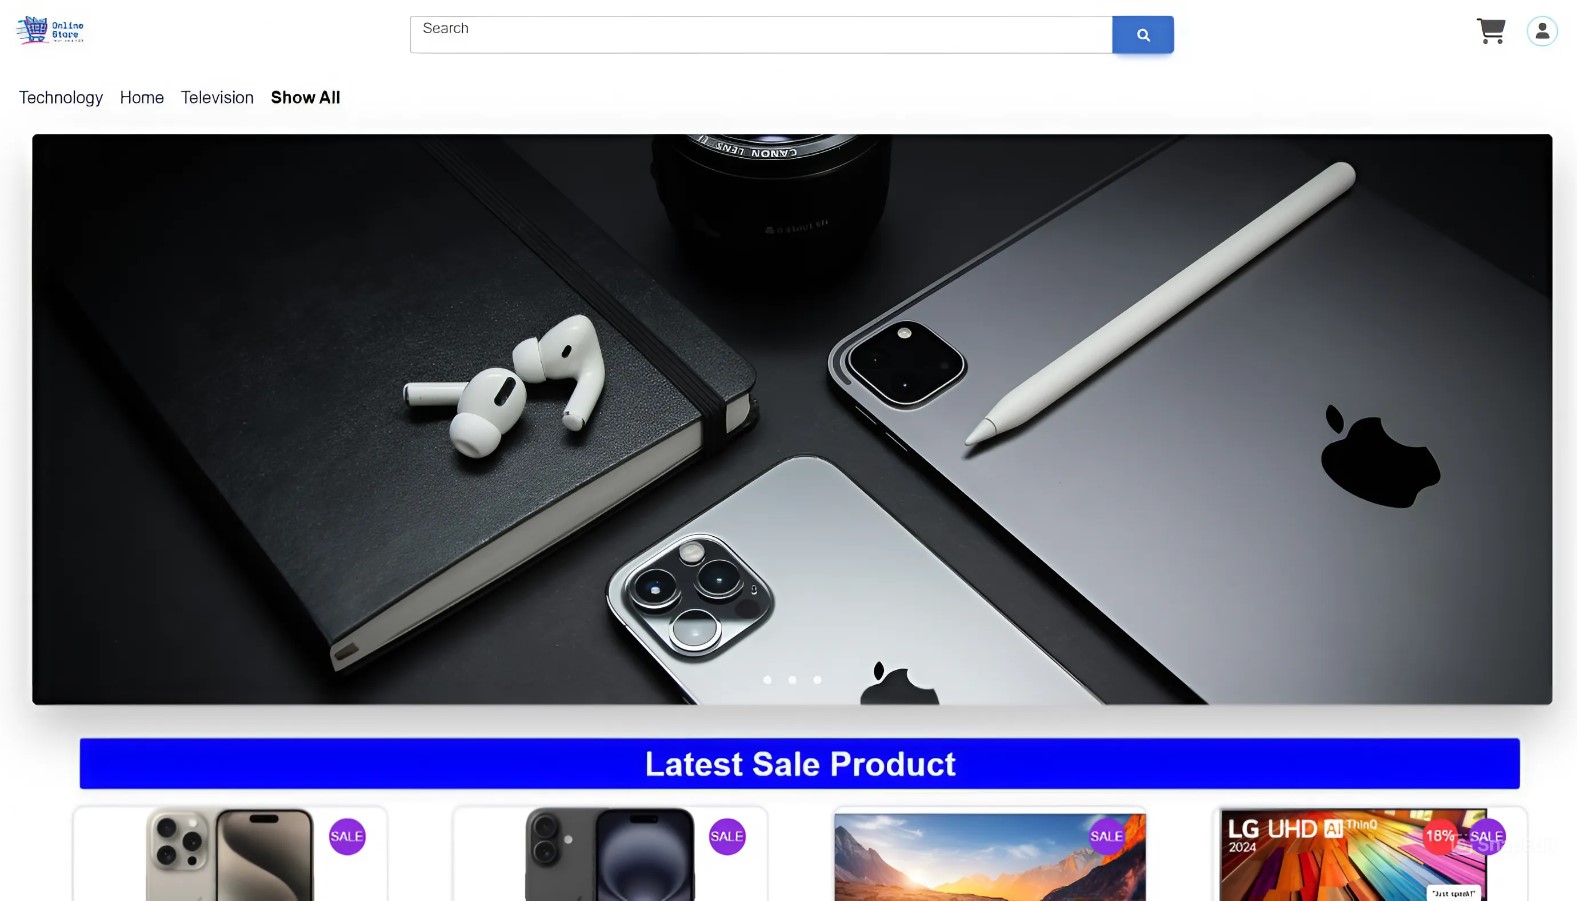 Online
Store
Search
Technology Home Television Show All
CANON LENS
Latest Sale Product
SALE
SALE
SALE
LG UHD AI ThinQ
2024
18%
SALE
"Just speak!"